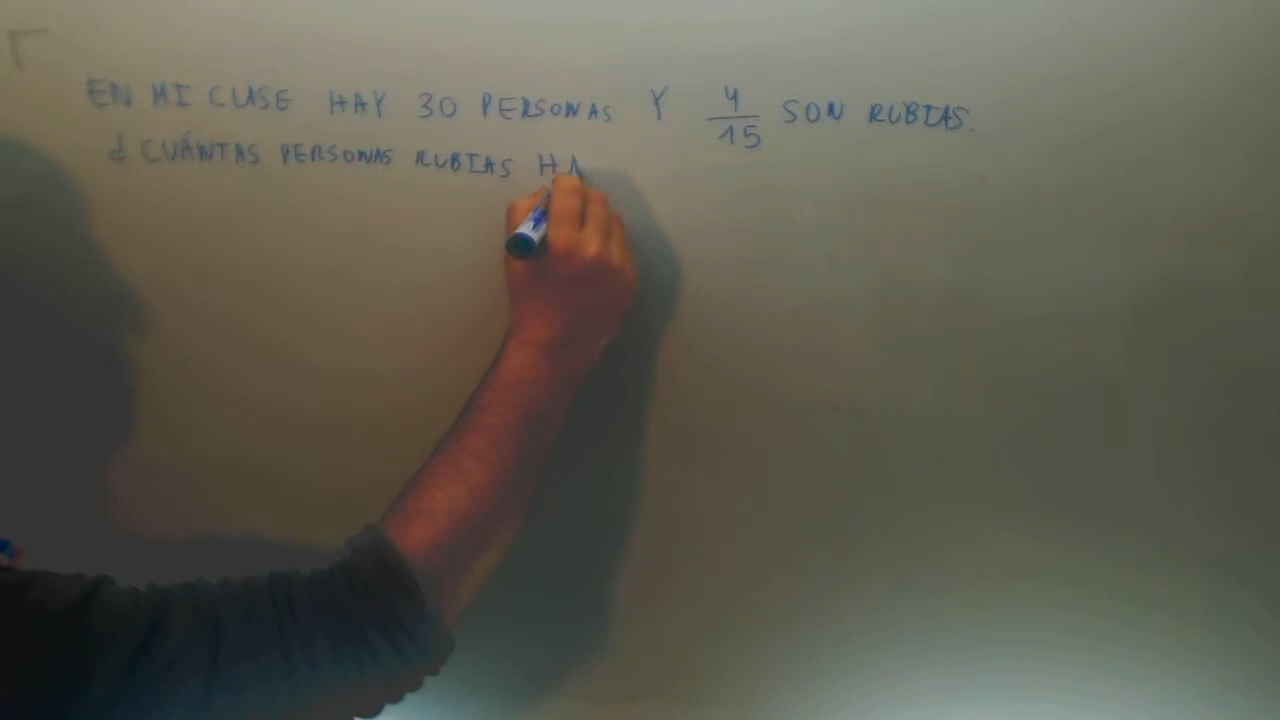 EN MI CLASE HAY 30 PERSONAS Y 4/15 SON RUBIAS.
¿CUÁNTAS PERSONAS RUBIAS HA